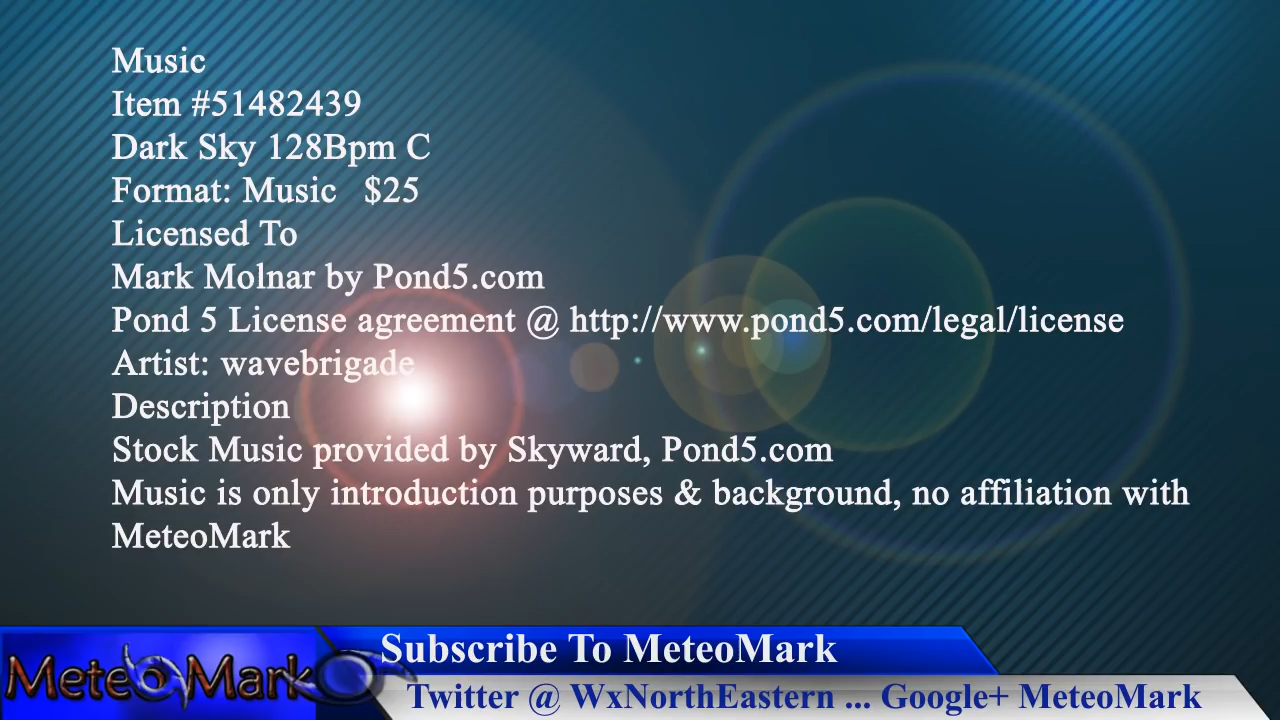 Music
Item #51482439
Dark Sky 128Bpm C
Format: Music $25
Licensed To
Mark Molnar by Pond5.com
Pond 5 License agreement @ http://www.pond5.com/legal/license
Artist: wavebrigade
Description
Stock Music provided by Skyward, Pond5.com
Music is only introduction purposes & background, no affiliation with
MeteoMark
Subscribe To MeteoMark
MeteoMark
Twitter @ WxNorthEastern ... Google+ MeteoMark